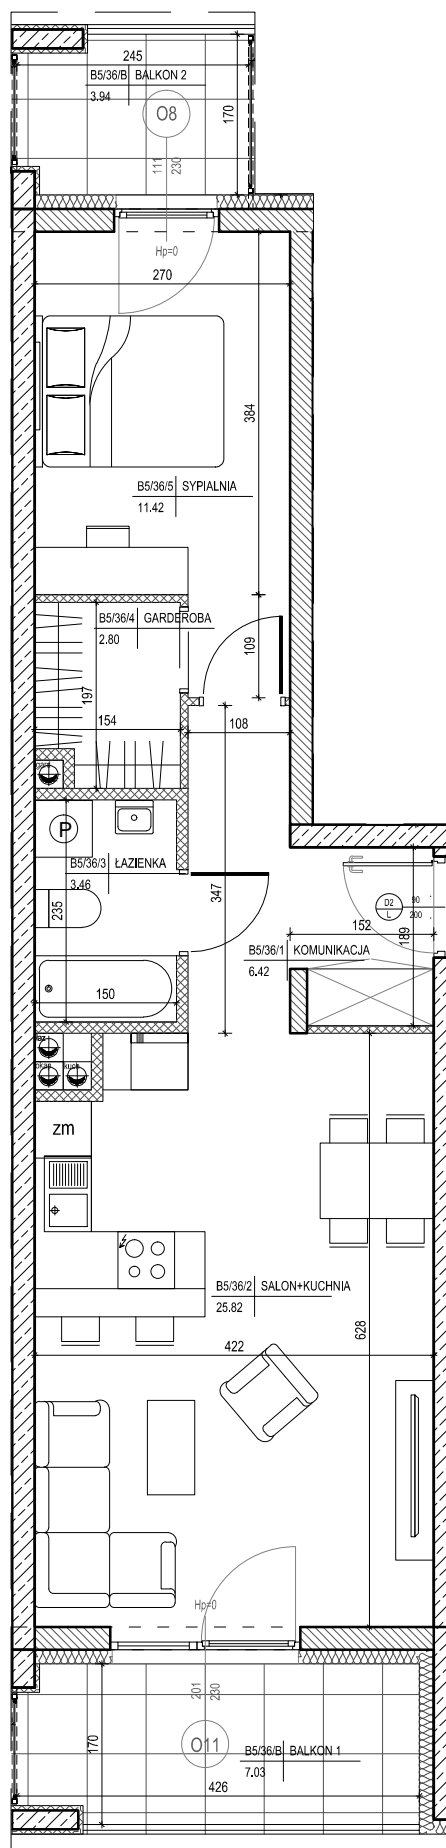 245
B5/36/B BALKON 2
3.94
O8
170
111
230
Hp=0
270
384
B5/36/5 SYPIALNIA
11.42
B5/36/4 GARDEROBA
2.80
109
197
154
108
P
B5/36/3 ŁAZIENKA
3.46
347
235
D2 90
L 200
152
189
B5/36/1 KOMUNIKACJA
6.42
150
kuch
zm
B5/36/2 SALON+KUCHNIA
25.82
628
422
Hp=0
201
230
O11
B5/36/B BALKON 1
7.03
170
426